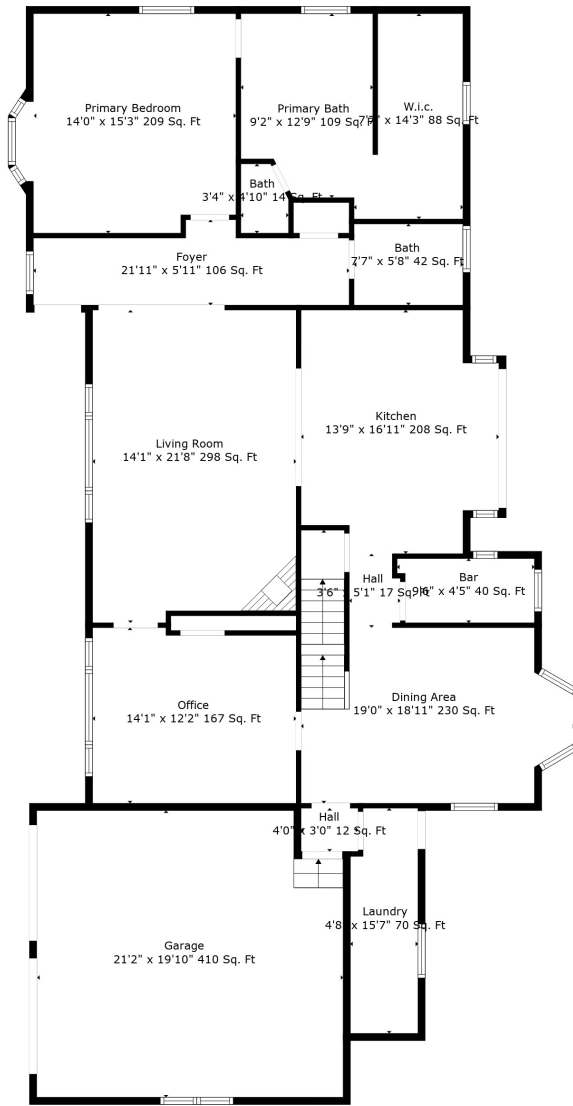 Primary Bedroom
14'0" x 15'3" 209 Sq. Ft
Primary Bath
9'2" x 12'9" 109 Sq. Ft
W.i.c.
7'7" x 14'3" 88 Sq. Ft
Bath
3'4" x 4'10" 14 Sq. Ft
Foyer
21'11" x 5'11" 106 Sq. Ft
Bath
7'7" x 5'8" 42 Sq. Ft
Living Room
14'1" x 21'8" 298 Sq. Ft
Kitchen
13'9" x 16'11" 208 Sq. Ft
Hall
3'6" x 5'1" 17 Sq. Ft
Bar
9'6" x 4'5" 40 Sq. Ft
Office
14'1" x 12'2" 167 Sq. Ft
Dining Area
19'0" x 18'11" 230 Sq. Ft
Hall
4'0" x 3'0" 12 Sq. Ft
Laundry
4'8" x 15'7" 70 Sq. Ft
Garage
21'2" x 19'10" 410 Sq. Ft